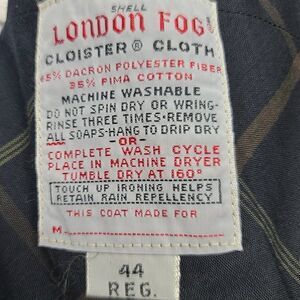 SHELL
LONDON FOG
CLOISTER ® CLOTH
65% DACRON POLYESTER FIBER
35% PIMA COTTON
MACHINE WASHABLE
DO NOT SPIN DRY OR WRING-
RINSE THREE TIMES-REMOVE
ALL SOAPS-HANG TO DRIP DRY
-OR-
COMPLETE WASH CYCLE
PLACE IN MACHINE DRYER
TUMBLE DRY AT 160°
TOUCH UP IRONING HELPS
RETAIN RAIN REPELLENCY
THIS COAT MADE FOR
M
44
REG.